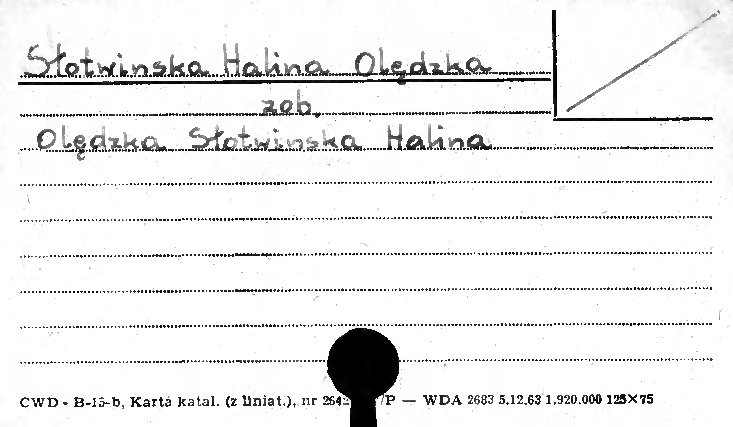 Słotwinska Halina Olędzka
zob.
Olędzka Słotwinska Halina
CWD - B-15-b, Karta katal. (z liniat.), nr 264 /P — WDA 2683 5.12.63 1.920.000 125×75